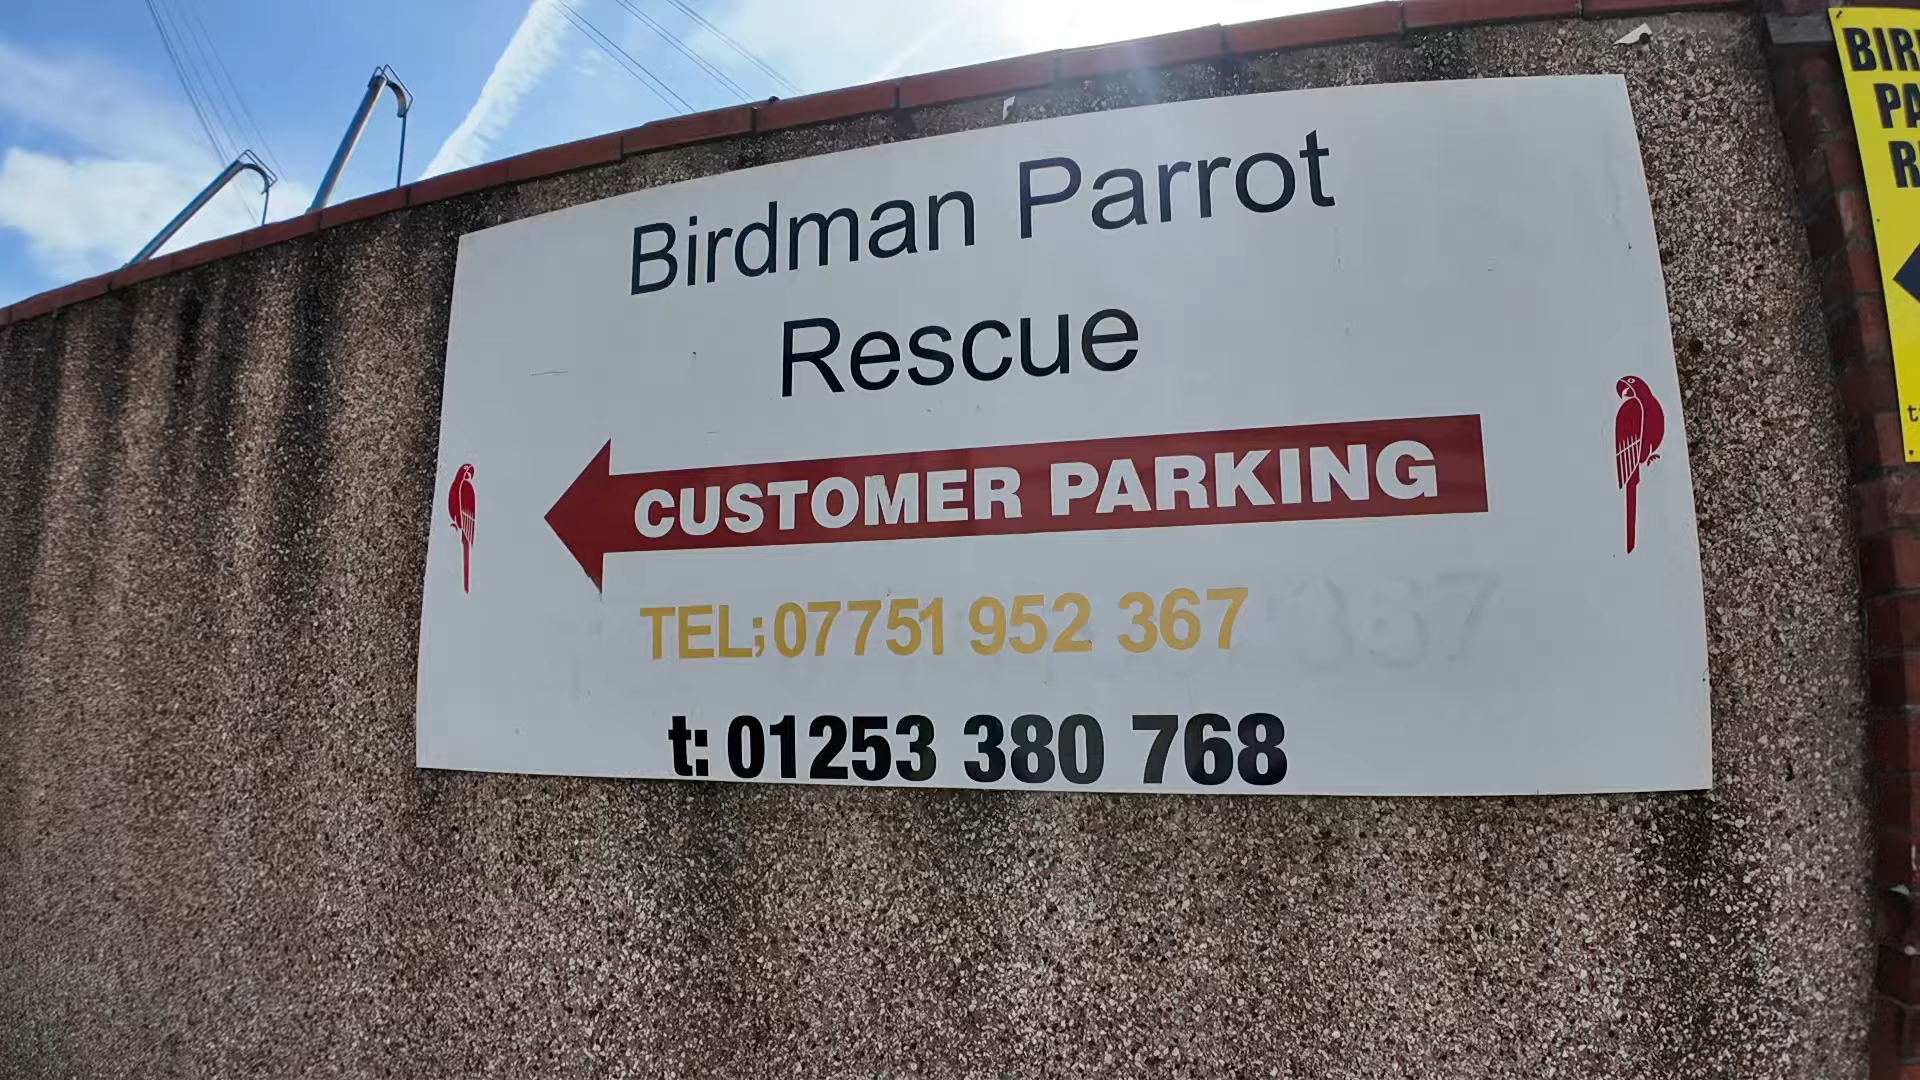 Birdman Parrot
Rescue
CUSTOMER PARKING
TEL;07751 952 367
t: 01253 380 768